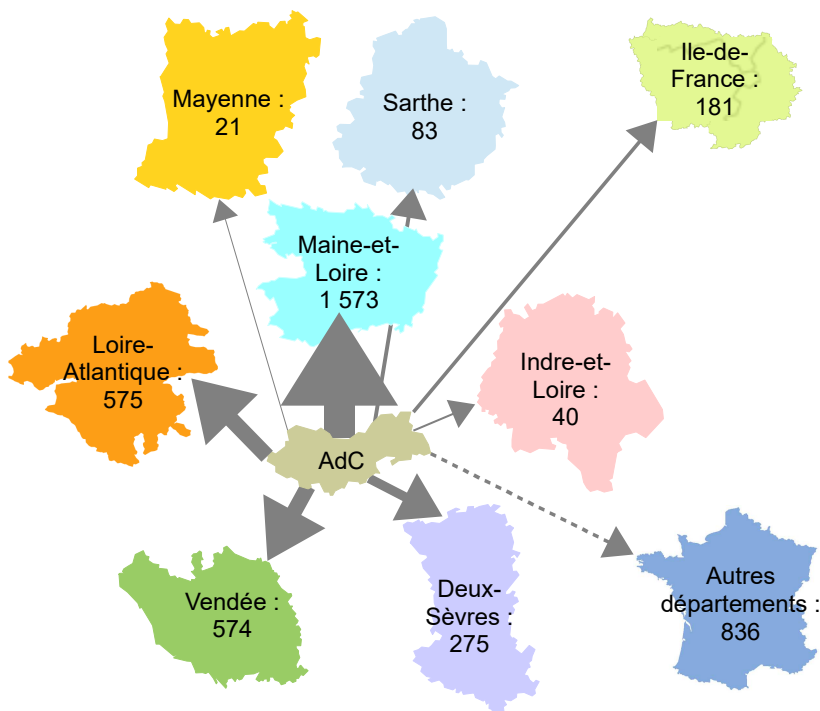 Mayenne :
21
Sarthe :
83
Ile-de-
France :
181
Maine-et-
Loire :
1 573
Loire-
Atlantique :
575
Indre-et-
Loire :
40
AdC
Vendée :
574
Deux-
Sèvres :
275
Autres
départements :
836